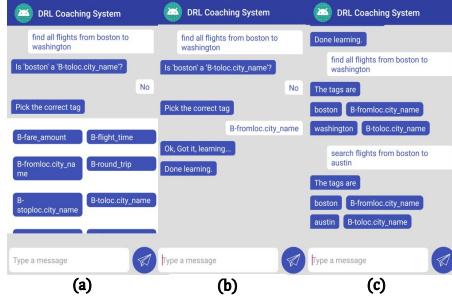 DRL Coaching System
find all flights from boston to
washington
Is 'boston' a 'B-toloc.city_name'?
No
Pick the correct tag
B-fare_amount
B-flight_time
B-fromloc.city_na
me
B-round_trip
B-
stoploc.city_name
B-toloc.city_name
Type a message
(a)
DRL Coaching System
find all flights from boston to
washington
Is 'boston' a 'B-toloc.city_name'?
No
Pick the correct tag
B-fromloc.city_name
Ok, Got it, learning...
Done learning.
Type a message
(b)
DRL Coaching System
Done learning.
find all flights from boston to
washington
The tags are
boston B-fromloc.city_name
washington B-toloc.city_name
search flights from boston to
austin
The tags are
boston B-fromloc.city_name
austin B-toloc.city_name
Type a message
(c)